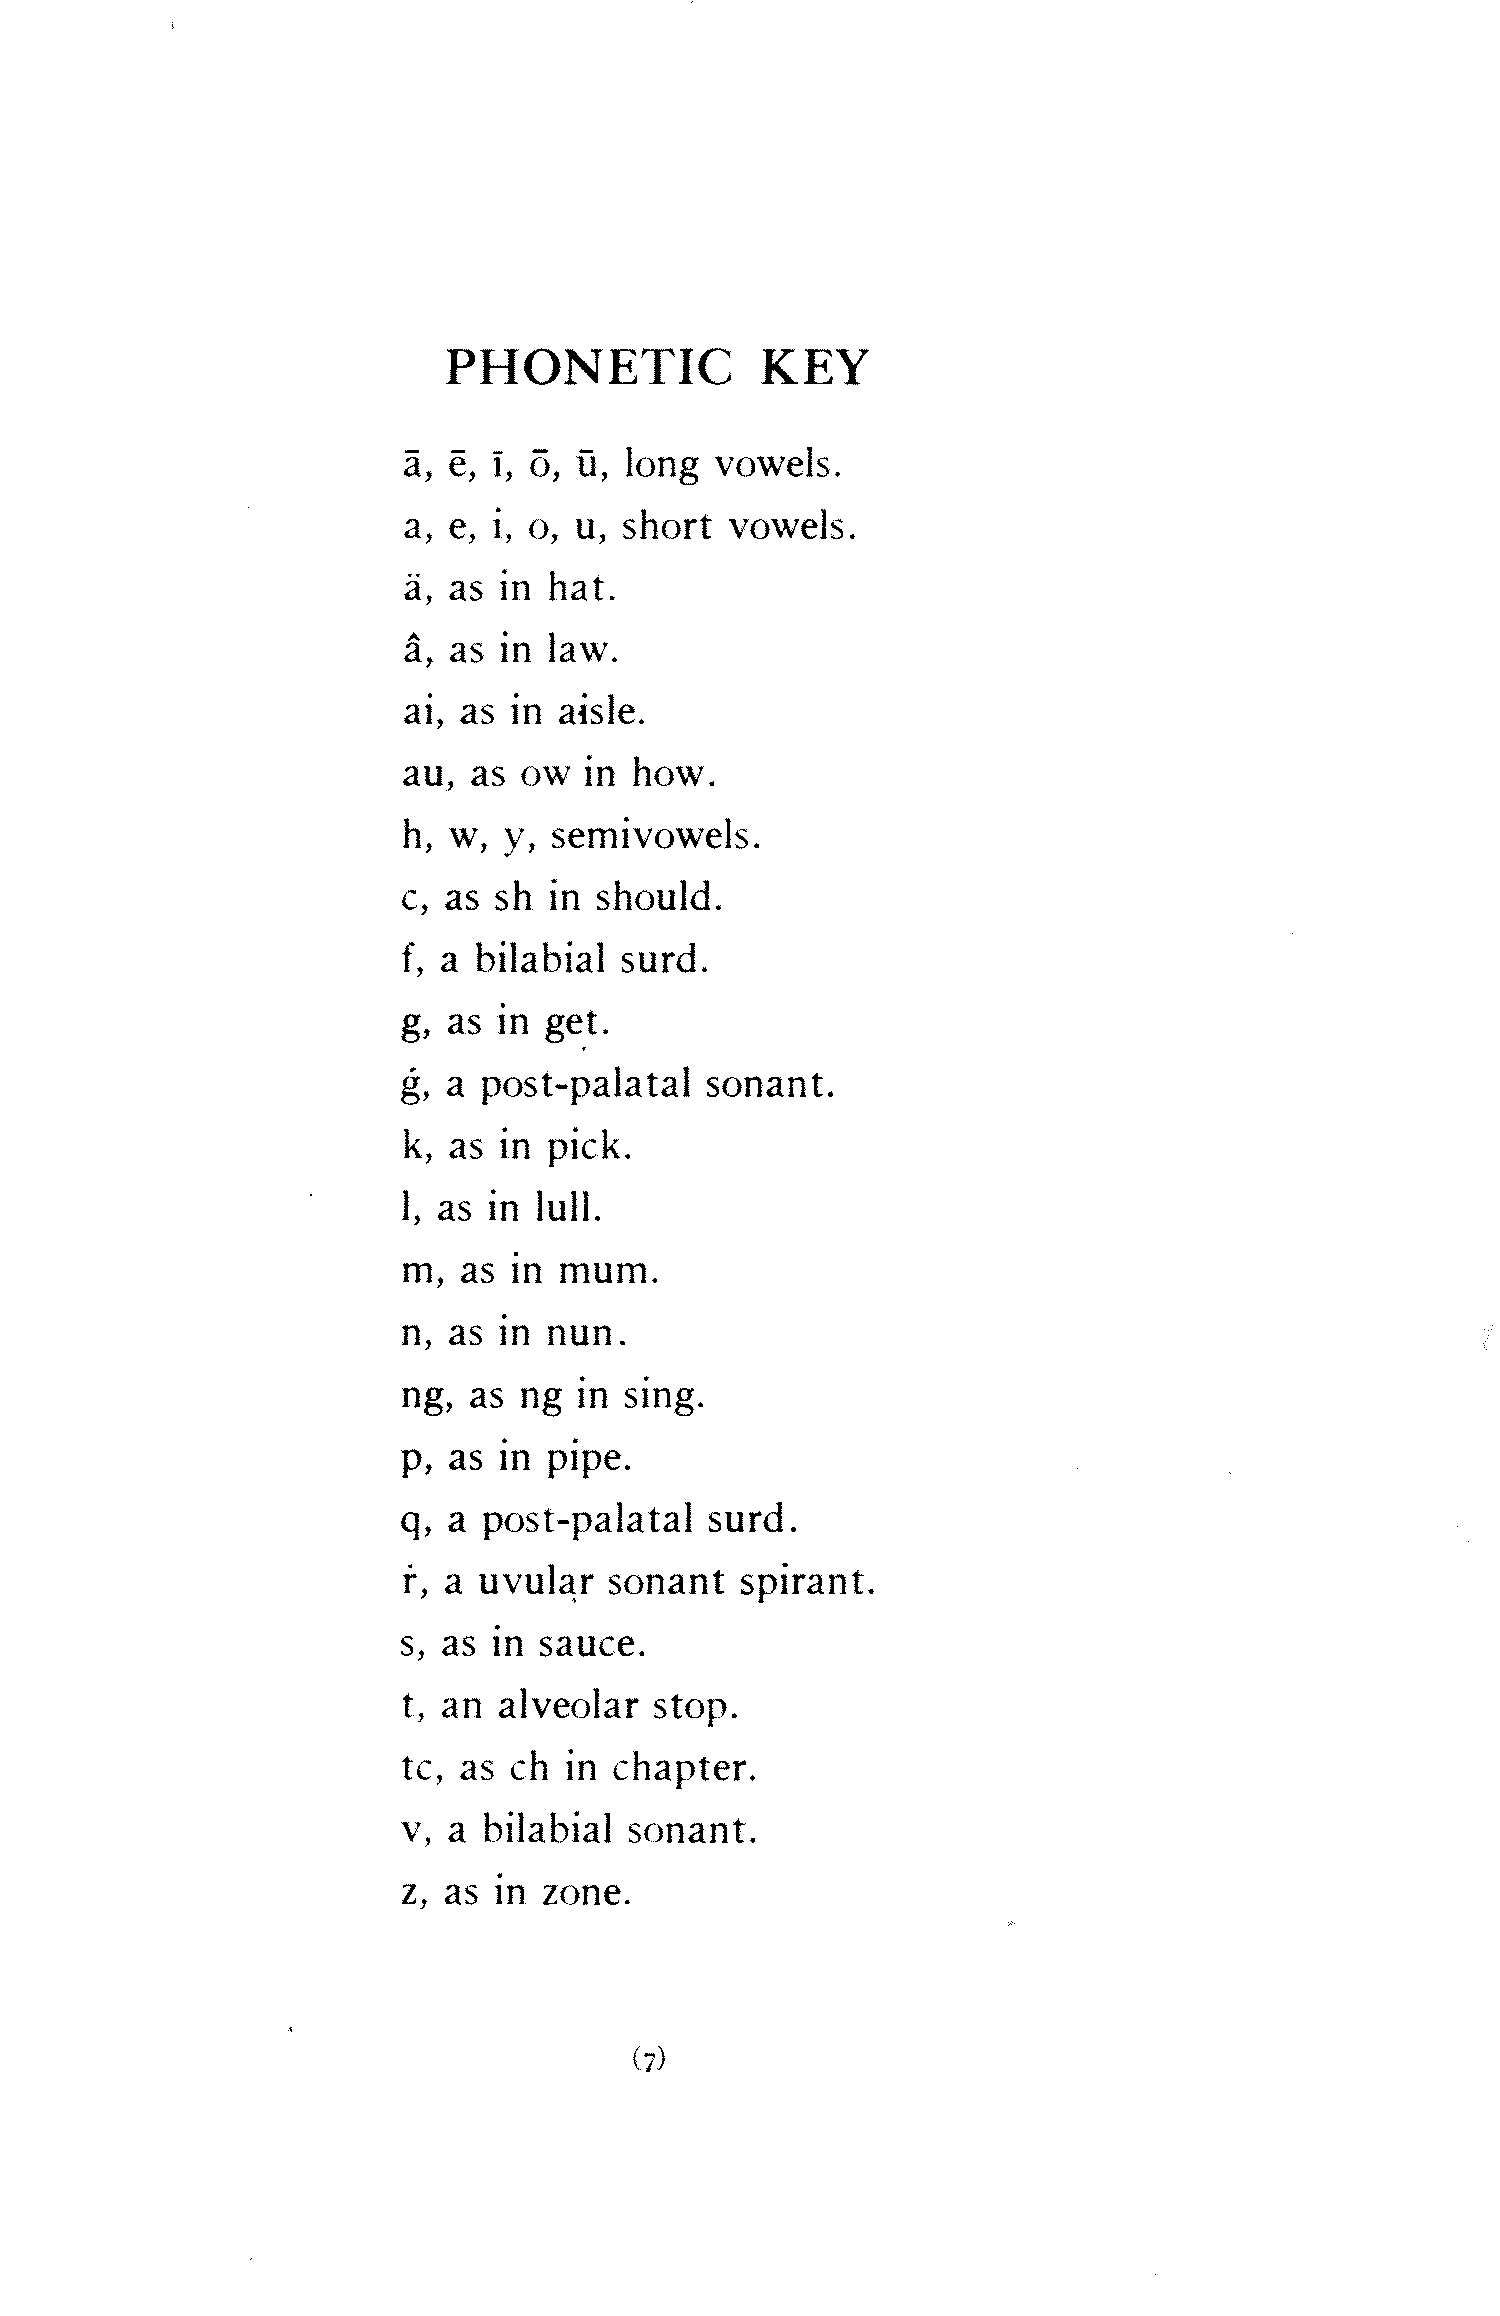 PHONETIC KEY
ā, ē, ī, ō, ū, long vowels.
a, e, i, o, u, short vowels.
ä, as in hat.
â, as in law.
ai, as in aisle.
au, as ow in how.
h, w, y, semivowels.
c, as sh in should.
f, a bilabial surd.
g, as in get.
ġ, a post-palatal sonant.
k, as in pick.
l, as in lull.
m, as in mum.
n, as in nun.
ng, as ng in sing.
p, as in pipe.
q, a post-palatal surd.
ṙ, a uvular sonant spirant.
s, as in sauce.
t, an alveolar stop.
tc, as ch in chapter.
v, a bilabial sonant.
z, as in zone.
(7)